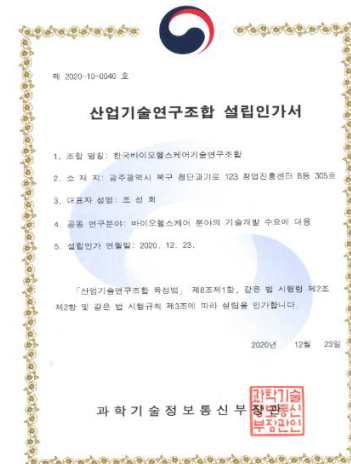 제 2020-10-0040 호
산업기술연구조합 설립인가서
1. 조합 명칭: 한국바이오헬스케어기술연구조합
2. 소 재 지: 광주광역시 북구 첨단과기로 123 창업진흥센터 B동 305호
3. 대표자 성명: 조 성 희
4. 공동 연구분야: 바이오헬스케어 분야의 기술개발 수요에 대응
5. 설립인가 연월일: 2020. 12. 23.
「산업기술연구조합 육성법」 제8조제1항, 같은 법 시행령 제2조
제2항 및 같은 법 시행규칙 제3조에 따라 설립을 인가합니다.
2020년 12월 23일
과학기술정보통신부장관
과학기술
정보통신
부장관인